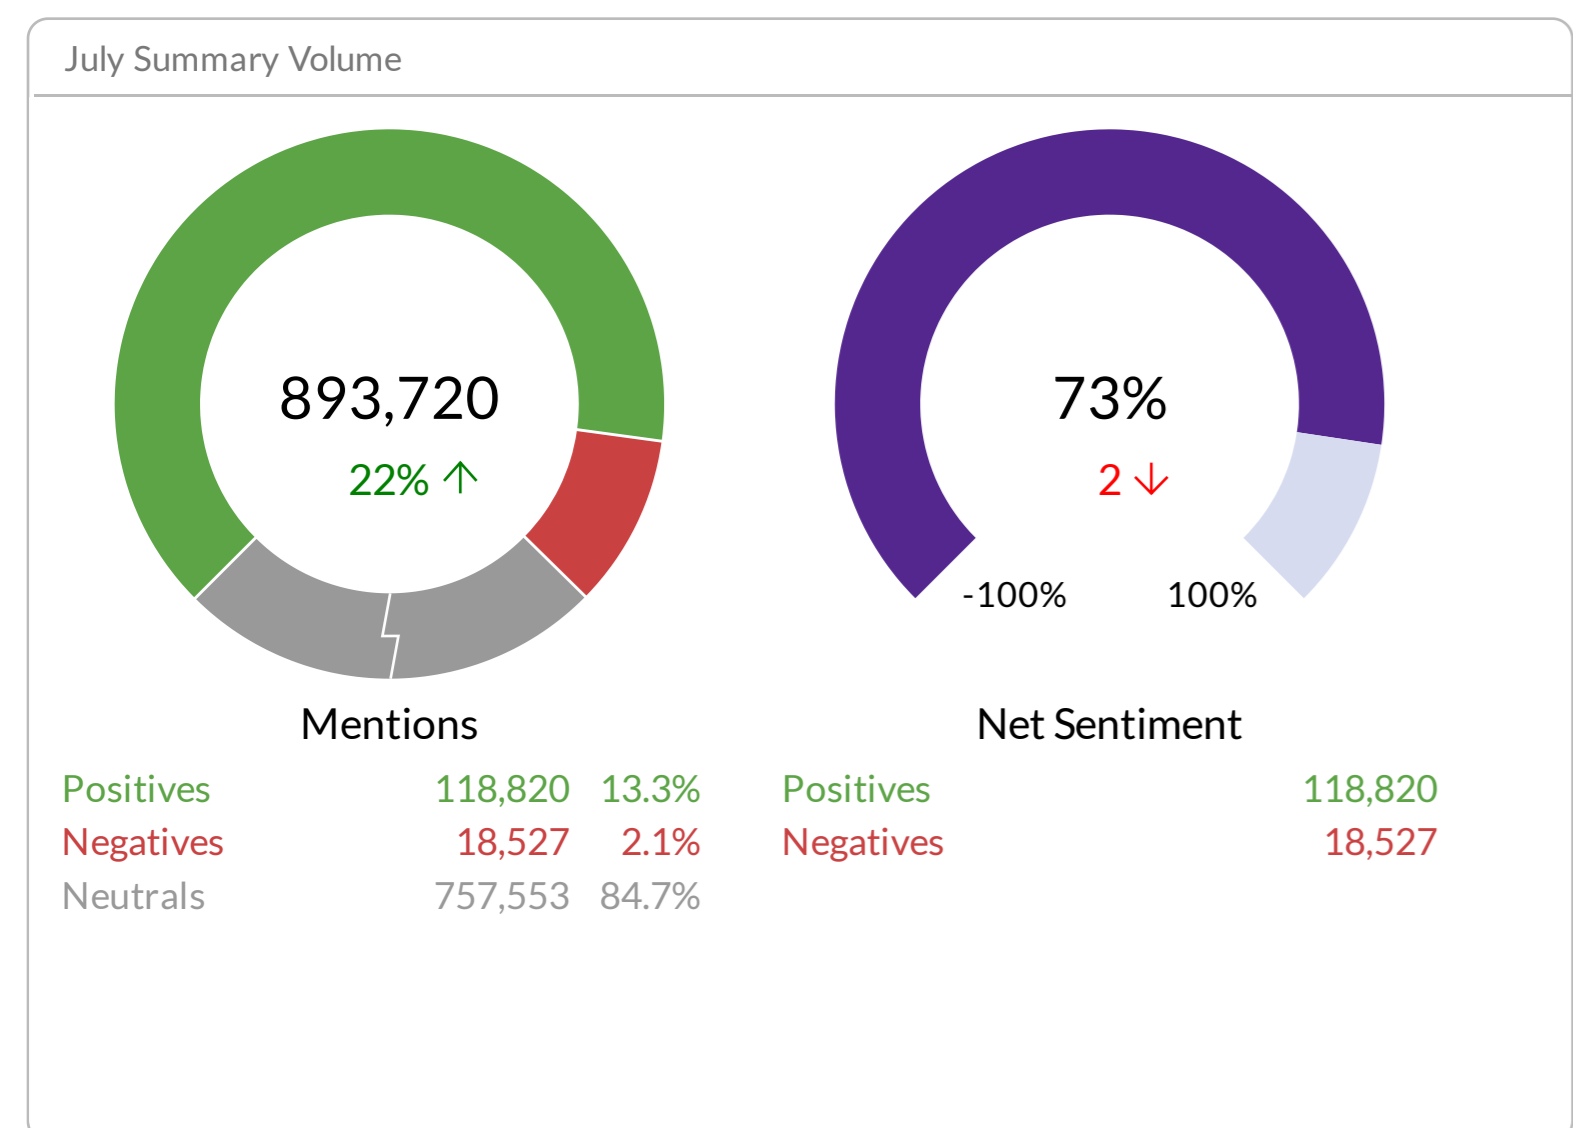 July Summary Volume
893,720
22% ↑
Mentions
Positives 118,820 13.3%
Negatives 18,527 2.1%
Neutrals 757,553 84.7%
73%
2 ↓
-100% 100%
Net Sentiment
Positives 118,820
Negatives 18,527